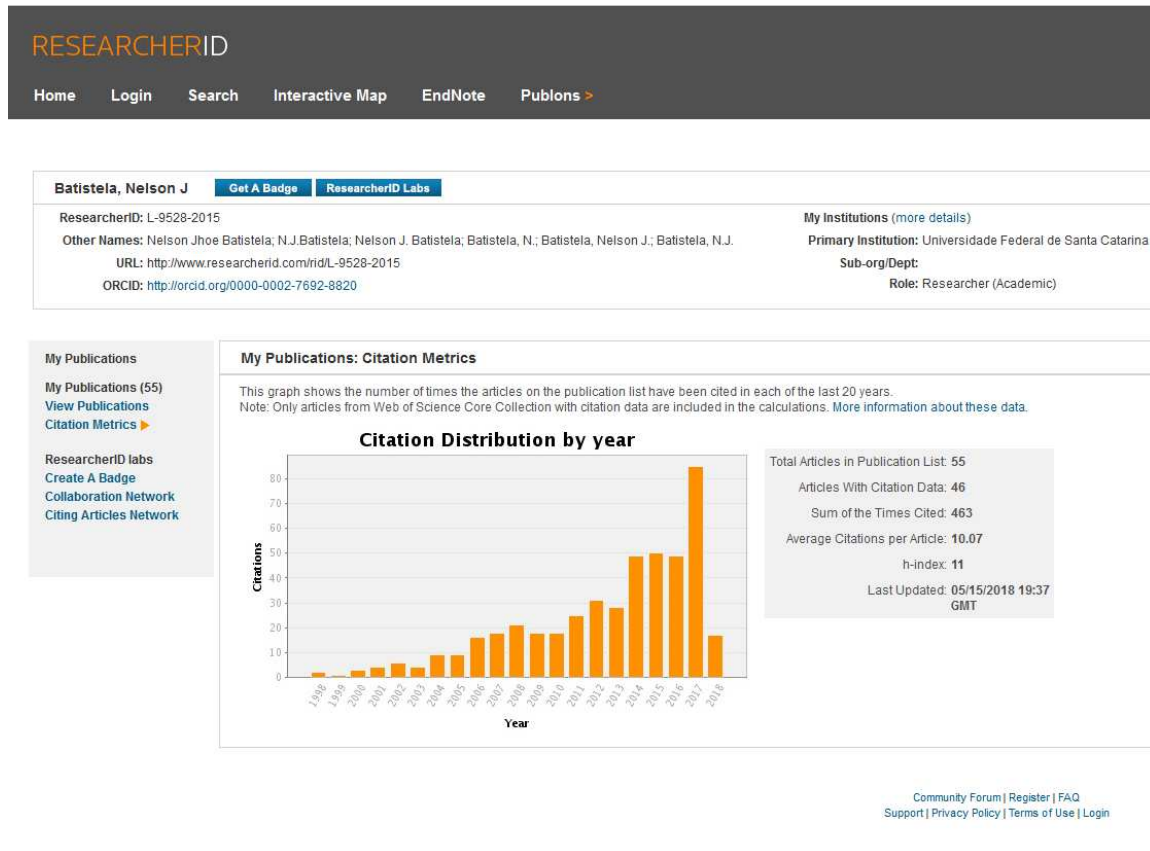 RESEARCHERID
Home Login Search Interactive Map EndNote Publons >
Batistela, Nelson J Get A Badge ResearcherID Labs
ResearcherID: L-9528-2015
Other Names: Nelson Jhoe Batistela; N.J.Batistela; Nelson J. Batistela; Batistela, N.; Batistela, Nelson J.; Batistela, N.J.
URL: http://www.researcherid.com/rid/L-9528-2015
ORCID: http://orcid.org/0000-0002-7692-8820
My Institutions (more details)
Primary Institution: Universidade Federal de Santa Catarina
Sub-org/Dept:
Role: Researcher (Academic)
My Publications
My Publications (55)
View Publications
Citation Metrics
ResearcherID labs
Create A Badge
Collaboration Network
Citing Articles Network
My Publications: Citation Metrics
This graph shows the number of times the articles on the publication list have been cited in each of the last 20 years.
Note: Only articles from Web of Science Core Collection with citation data are included in the calculations. More information about these data.
Citation Distribution by year
Citations
80
70
60
50
40
30
20
10
0
1998 1999 2000 2001 2002 2003 2004 2005 2006 2007 2008 2009 2010 2011 2012 2013 2014 2015 2016 2017 2018
Year
Total Articles in Publication List: 55
Articles With Citation Data: 46
Sum of the Times Cited: 463
Average Citations per Article: 10.07
h-index: 11
Last Updated: 05/15/2018 19:37
GMT
Community Forum | Register | FAQ
Support | Privacy Policy | Terms of Use | Login